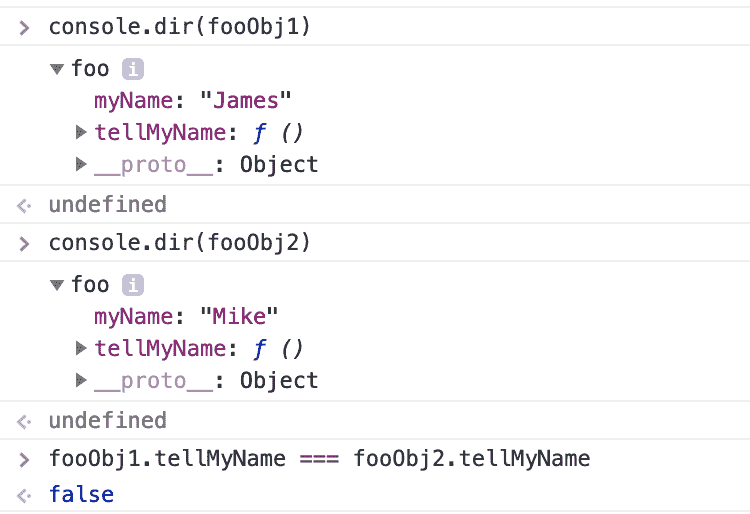 console.dir(fooObj1)
foo i
myName: "James"
tellMyName: ƒ ()
__proto__: Object
undefined
console.dir(fooObj2)
foo i
myName: "Mike"
tellMyName: ƒ ()
__proto__: Object
undefined
fooObj1.tellMyName === fooObj2.tellMyName
false